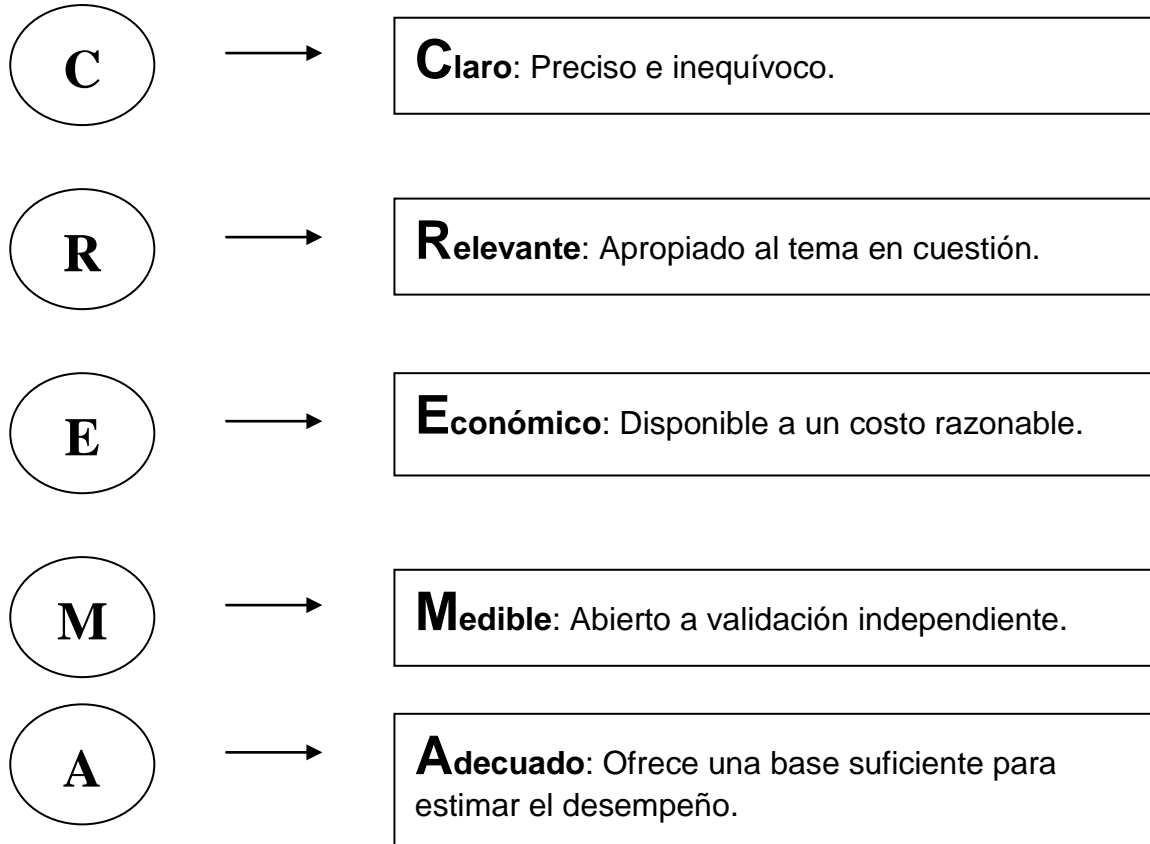 C
Claro: Preciso e inequívoco.
R
Relevante: Apropiado al tema en cuestión.
E
Económico: Disponible a un costo razonable.
M
Medible: Abierto a validación independiente.
A
Adecuado: Ofrece una base suficiente para
estimar el desempeño.